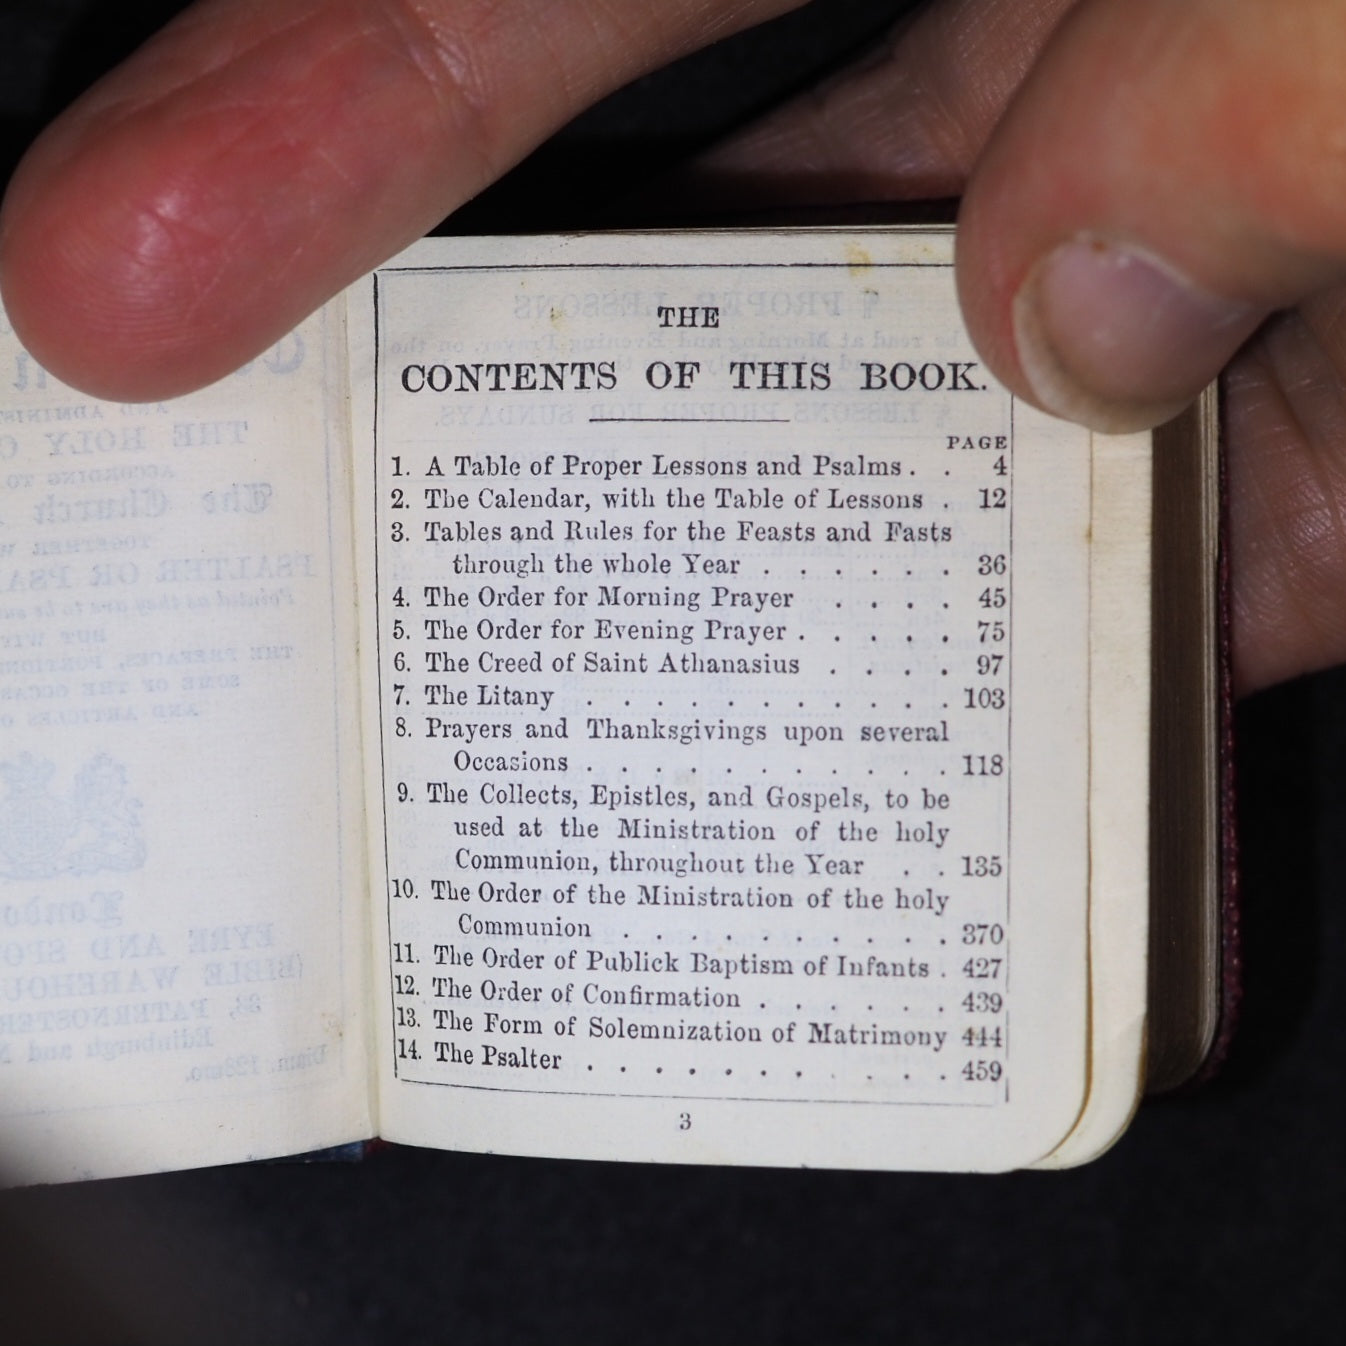 THE
CONTENTS OF THIS BOOK.
PAGE
1. A Table of Proper Lessons and Psalms . . 4
2. The Calendar, with the Table of Lessons . 12
3. Tables and Rules for the Feasts and Fasts
through the whole Year . . . . . . 36
4. The Order for Morning Prayer . . . . 45
5. The Order for Evening Prayer . . . . . 75
6. The Creed of Saint Athanasius . . . . 97
7. The Litany . . . . . . . . . . . 103
8. Prayers and Thanksgivings upon several
Occasions . . . . . . . . . . . 118
9. The Collects, Epistles, and Gospels, to be
used at the Ministration of the holy
Communion, throughout the Year . . 135
10. The Order of the Ministration of the holy
Communion . . . . . . . . . . 370
11. The Order of Publick Baptism of Infants . 427
12. The Order of Confirmation . . . . . . 439
13. The Form of Solemnization of Matrimony 444
14. The Psalter . . . . . . . . . . . 459
3